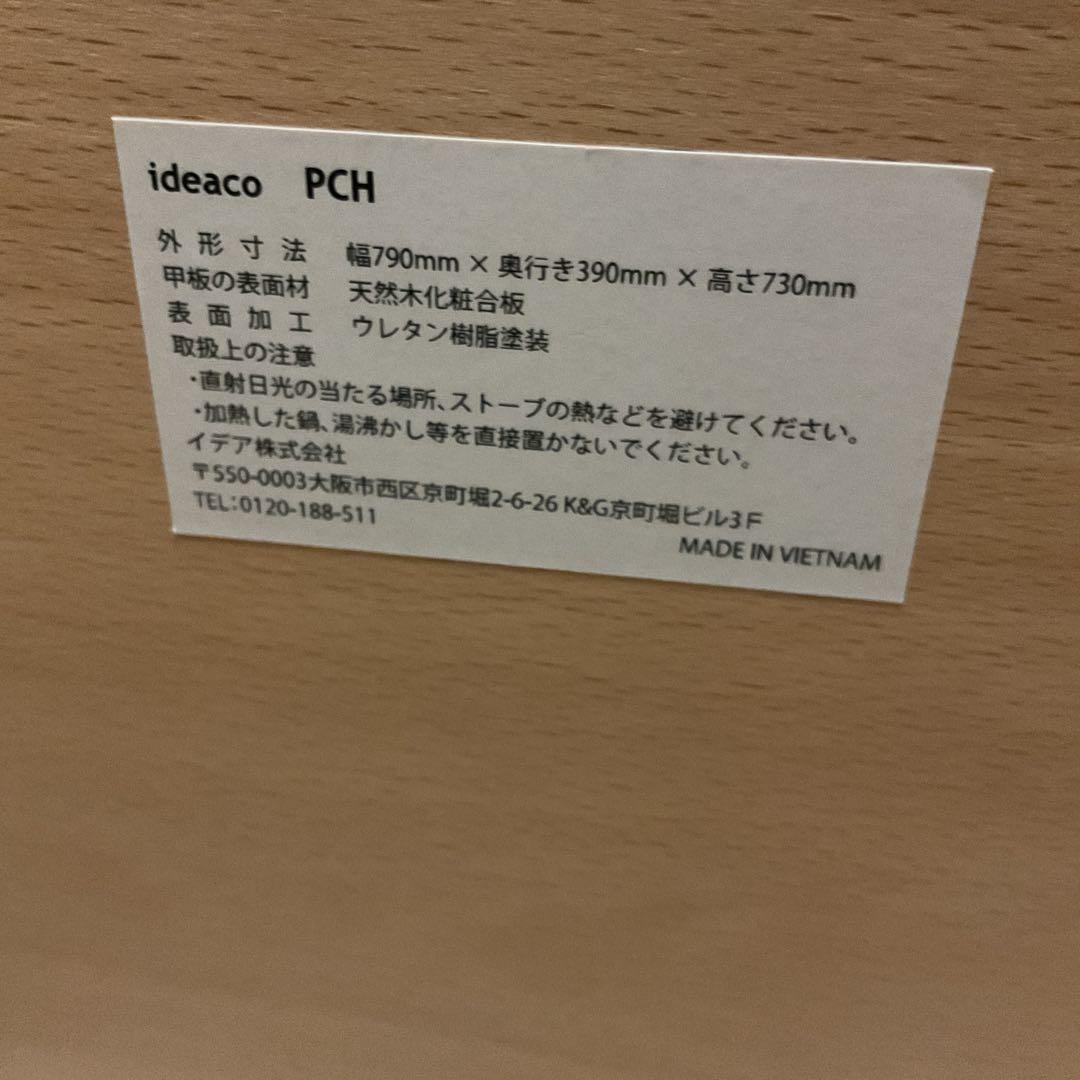 ideaco PCH
外形寸法 幅790mm × 奥行き390mm × 高さ730mm
甲板の表面材 天然木化粧合板
表面加工 ウレタン樹脂塗装
取扱上の注意
・直射日光の当たる場所、ストーブの熱などを避けてください。
・加熱した鍋、湯沸かし等を直接置かないでください。
イデア株式会社
〒550-0003大阪市西区京町堀2-6-26 K&G京町堀ビル3F
TEL:0120-188-511
MADE IN VIETNAM